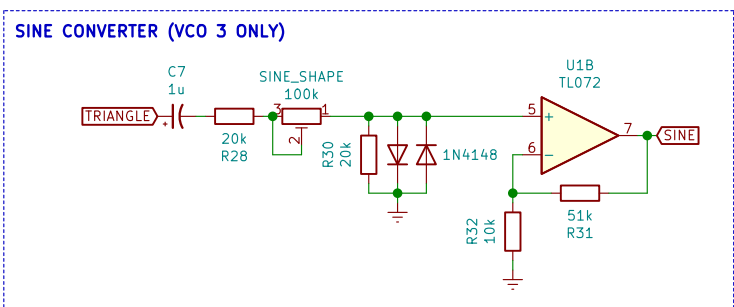 SINE CONVERTER (VCO 3 ONLY)
C7
1u
SINE_SHAPE
100k
U1B
TL072
TRIANGLE
+
3
1
2
20k
R28
R30
20k
1N4148
5
+
6
-
7
SINE
R32
10k
51k
R31